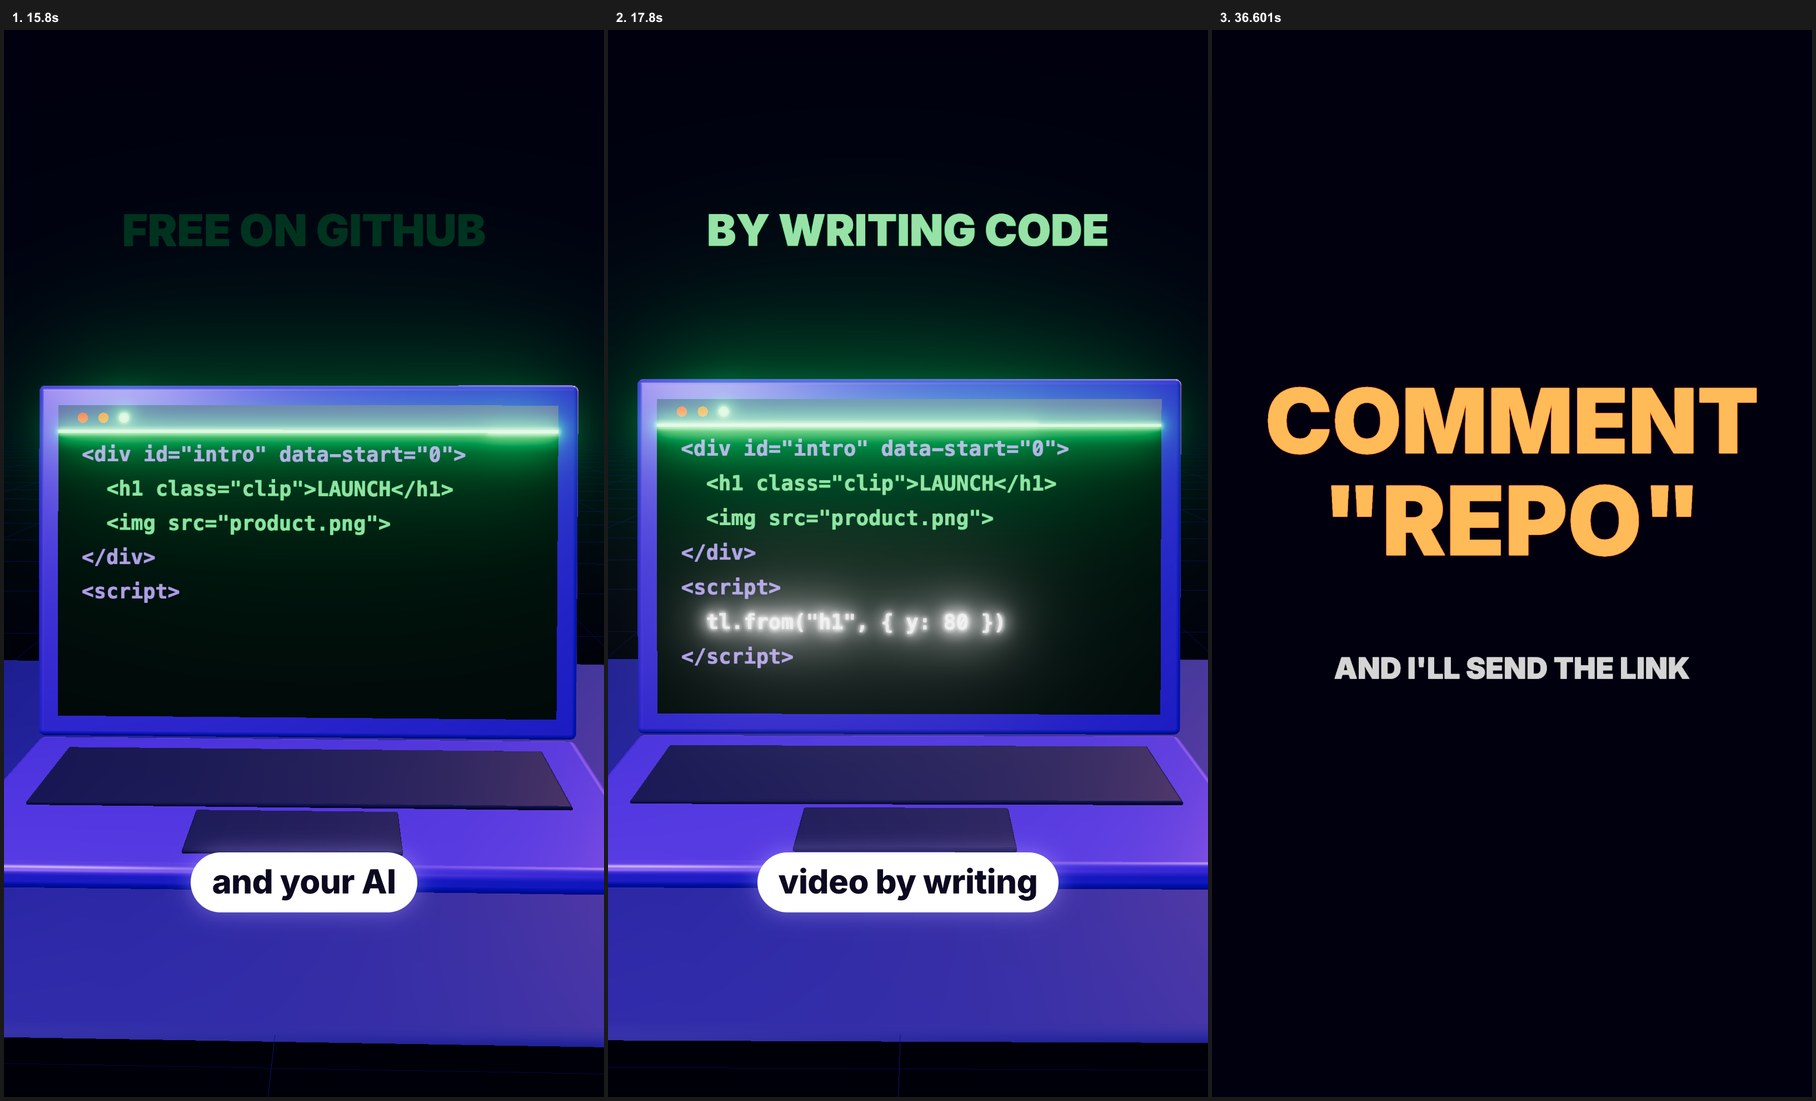 1. 15.8s
FREE ON GITHUB
<div id="intro" data-start="0">
<h1 class="clip">LAUNCH</h1>
<img src="product.png">
</div>
<script>
and your AI
2. 17.8s
BY WRITING CODE
<div id="intro" data-start="0">
<h1 class="clip">LAUNCH</h1>
<img src="product.png">
</div>
<script>
tl.from("h1", { y: 80 })
</script>
video by writing
3. 36.601s
COMMENT
"REPO"
AND I'LL SEND THE LINK